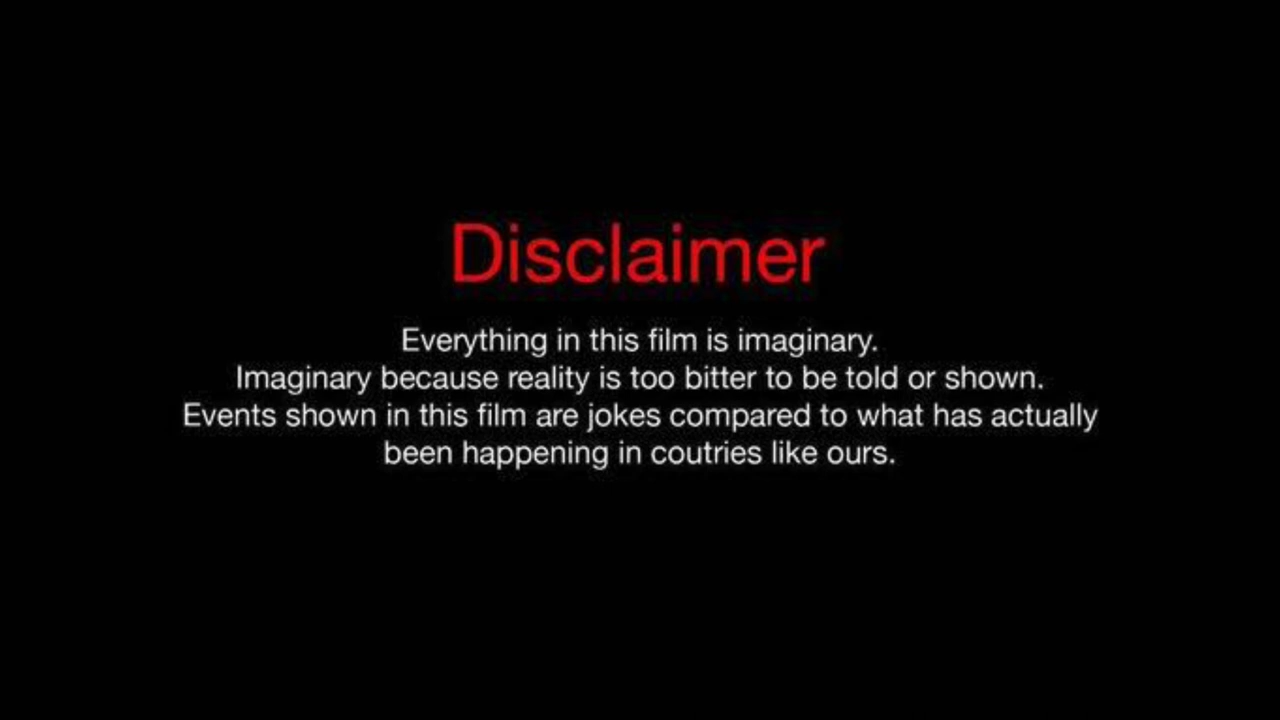 Disclaimer
Everything in this film is imaginary.
Imaginary because reality is too bitter to be told or shown.
Events shown in this film are jokes compared to what has actually
been happening in coutries like ours.